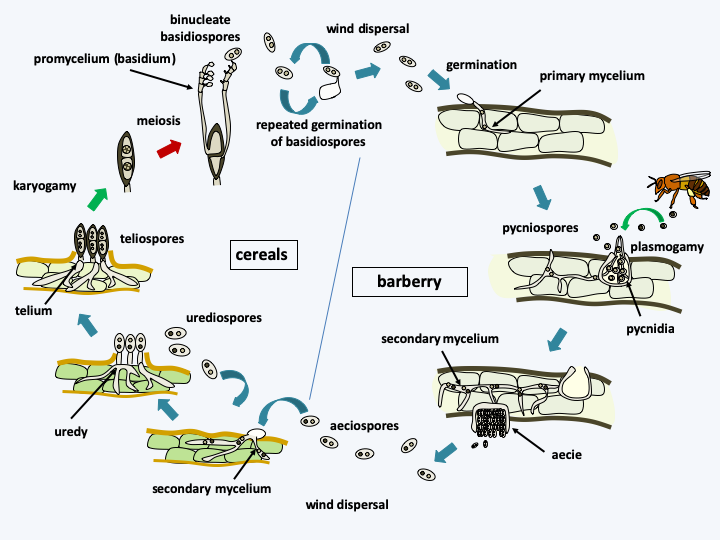 binucleate
basidiospores
wind dispersal
promycelium (basidium)
germination
primary mycelium
meiosis
repeated germination
of basidiospores
karyogamy
pycniospores
teliospores
plasmogamy
cereals
barberry
telium
urediospores
pycnidia
secondary mycelium
uredy
aeciospores
aecie
secondary mycelium
wind dispersal